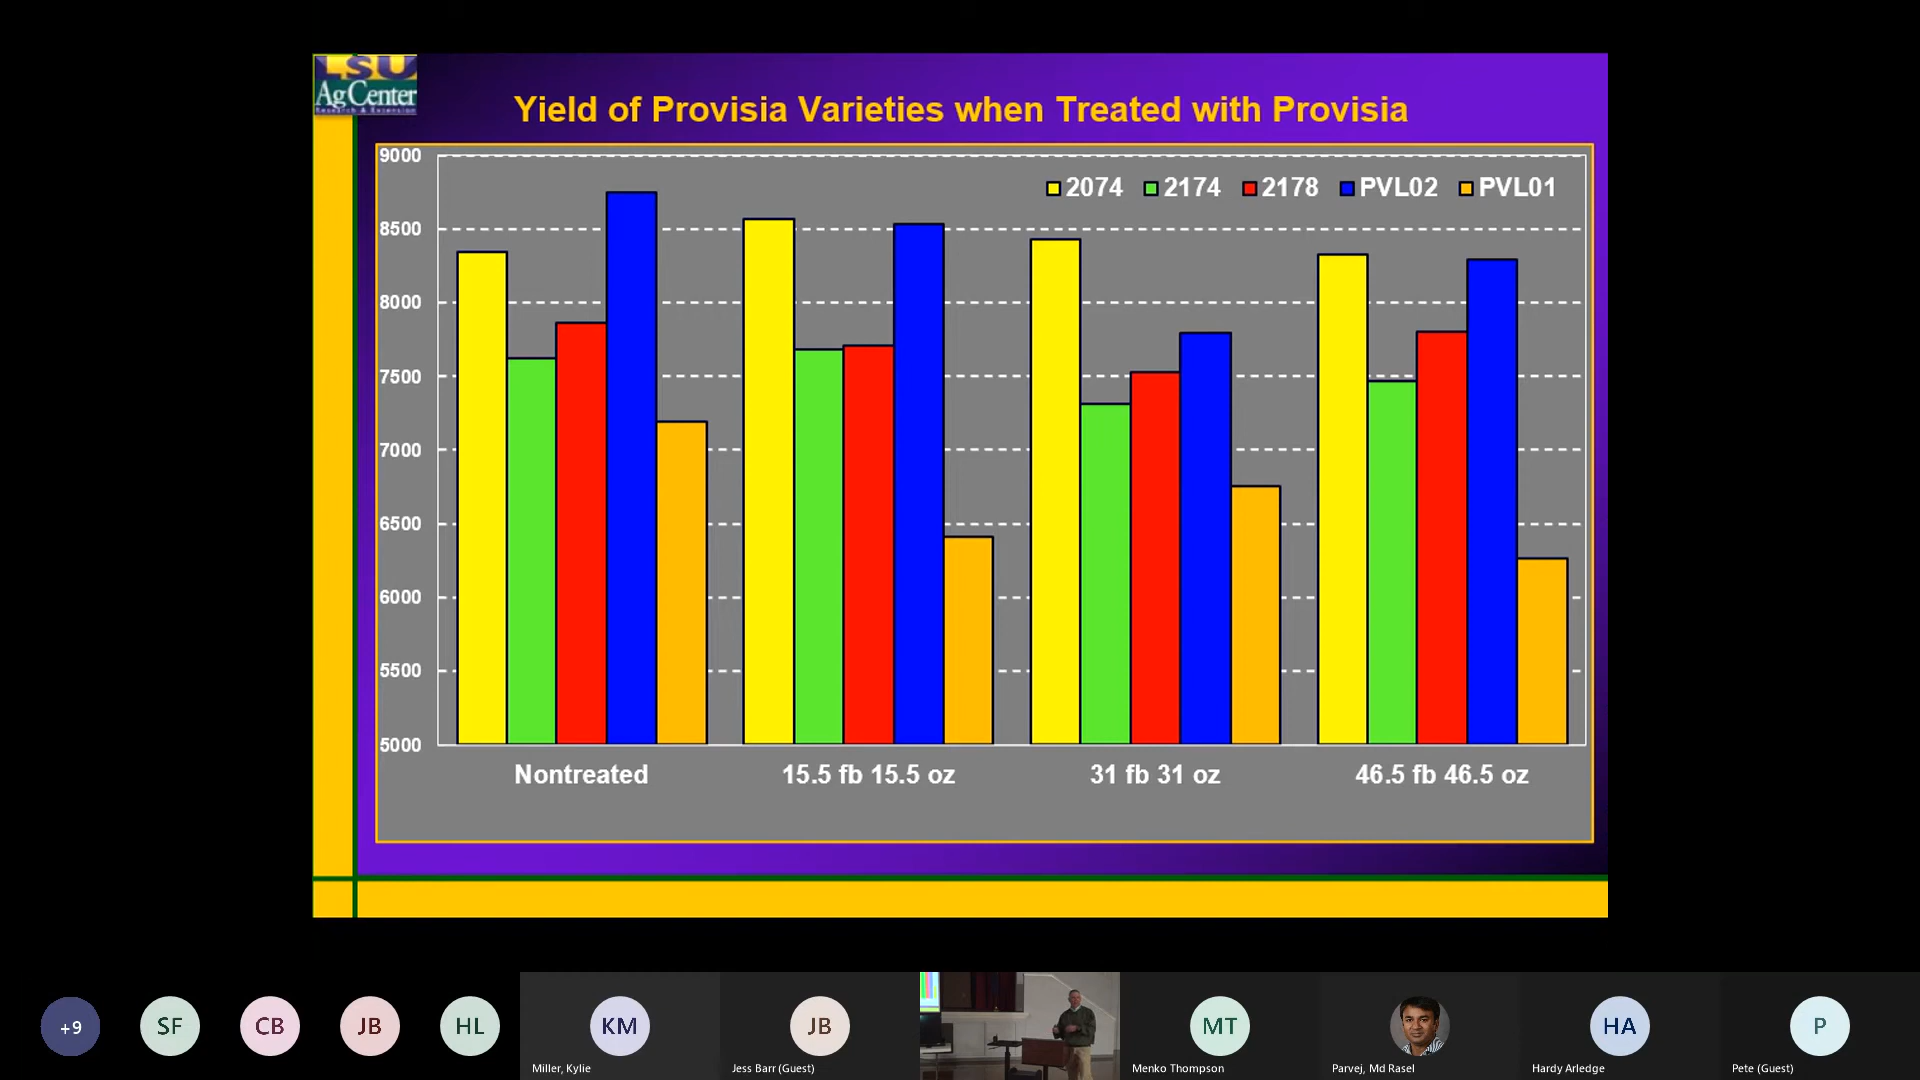 LSU
AgCenter
Research & Extension
Yield of Provisia Varieties when Treated with Provisia
2074 2174 2178 PVL02 PVL01
9000
8500
8000
7500
7000
6500
6000
5500
5000
Nontreated 15.5 fb 15.5 oz 31 fb 31 oz 46.5 fb 46.5 oz
+9 SF CB JB HL KM JB MT HA P
Miller, Kylie Jess Barr (Guest) Menko Thompson Parvej, Md Rasel Hardy Arledge Pete (Guest)